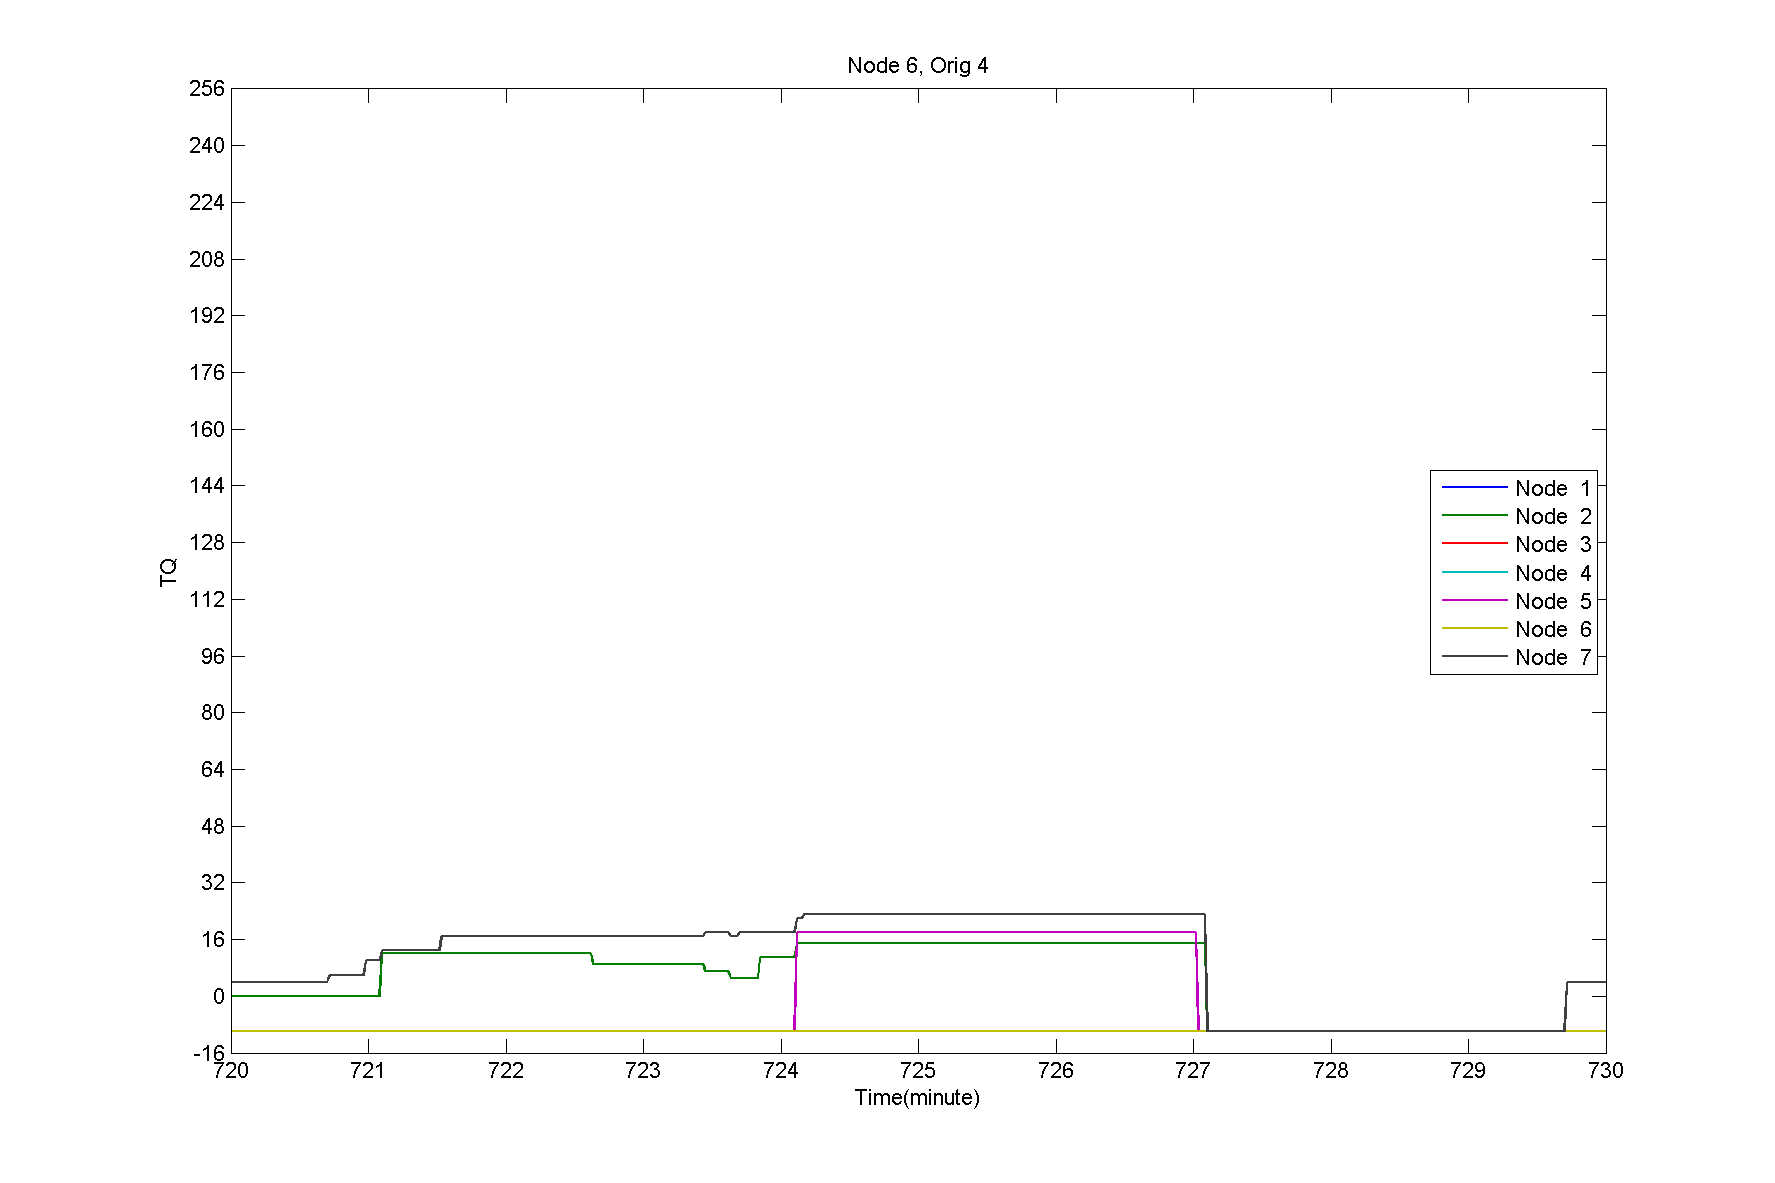 Node 6, Orig 4
256
240
224
208
192
176
160
144
128
112
96
80
64
48
32
16
0
-16
TQ
Node 1
Node 2
Node 3
Node 4
Node 5
Node 6
Node 7
720 721 722 723 724 725 726 727 728 729 730
Time(minute)